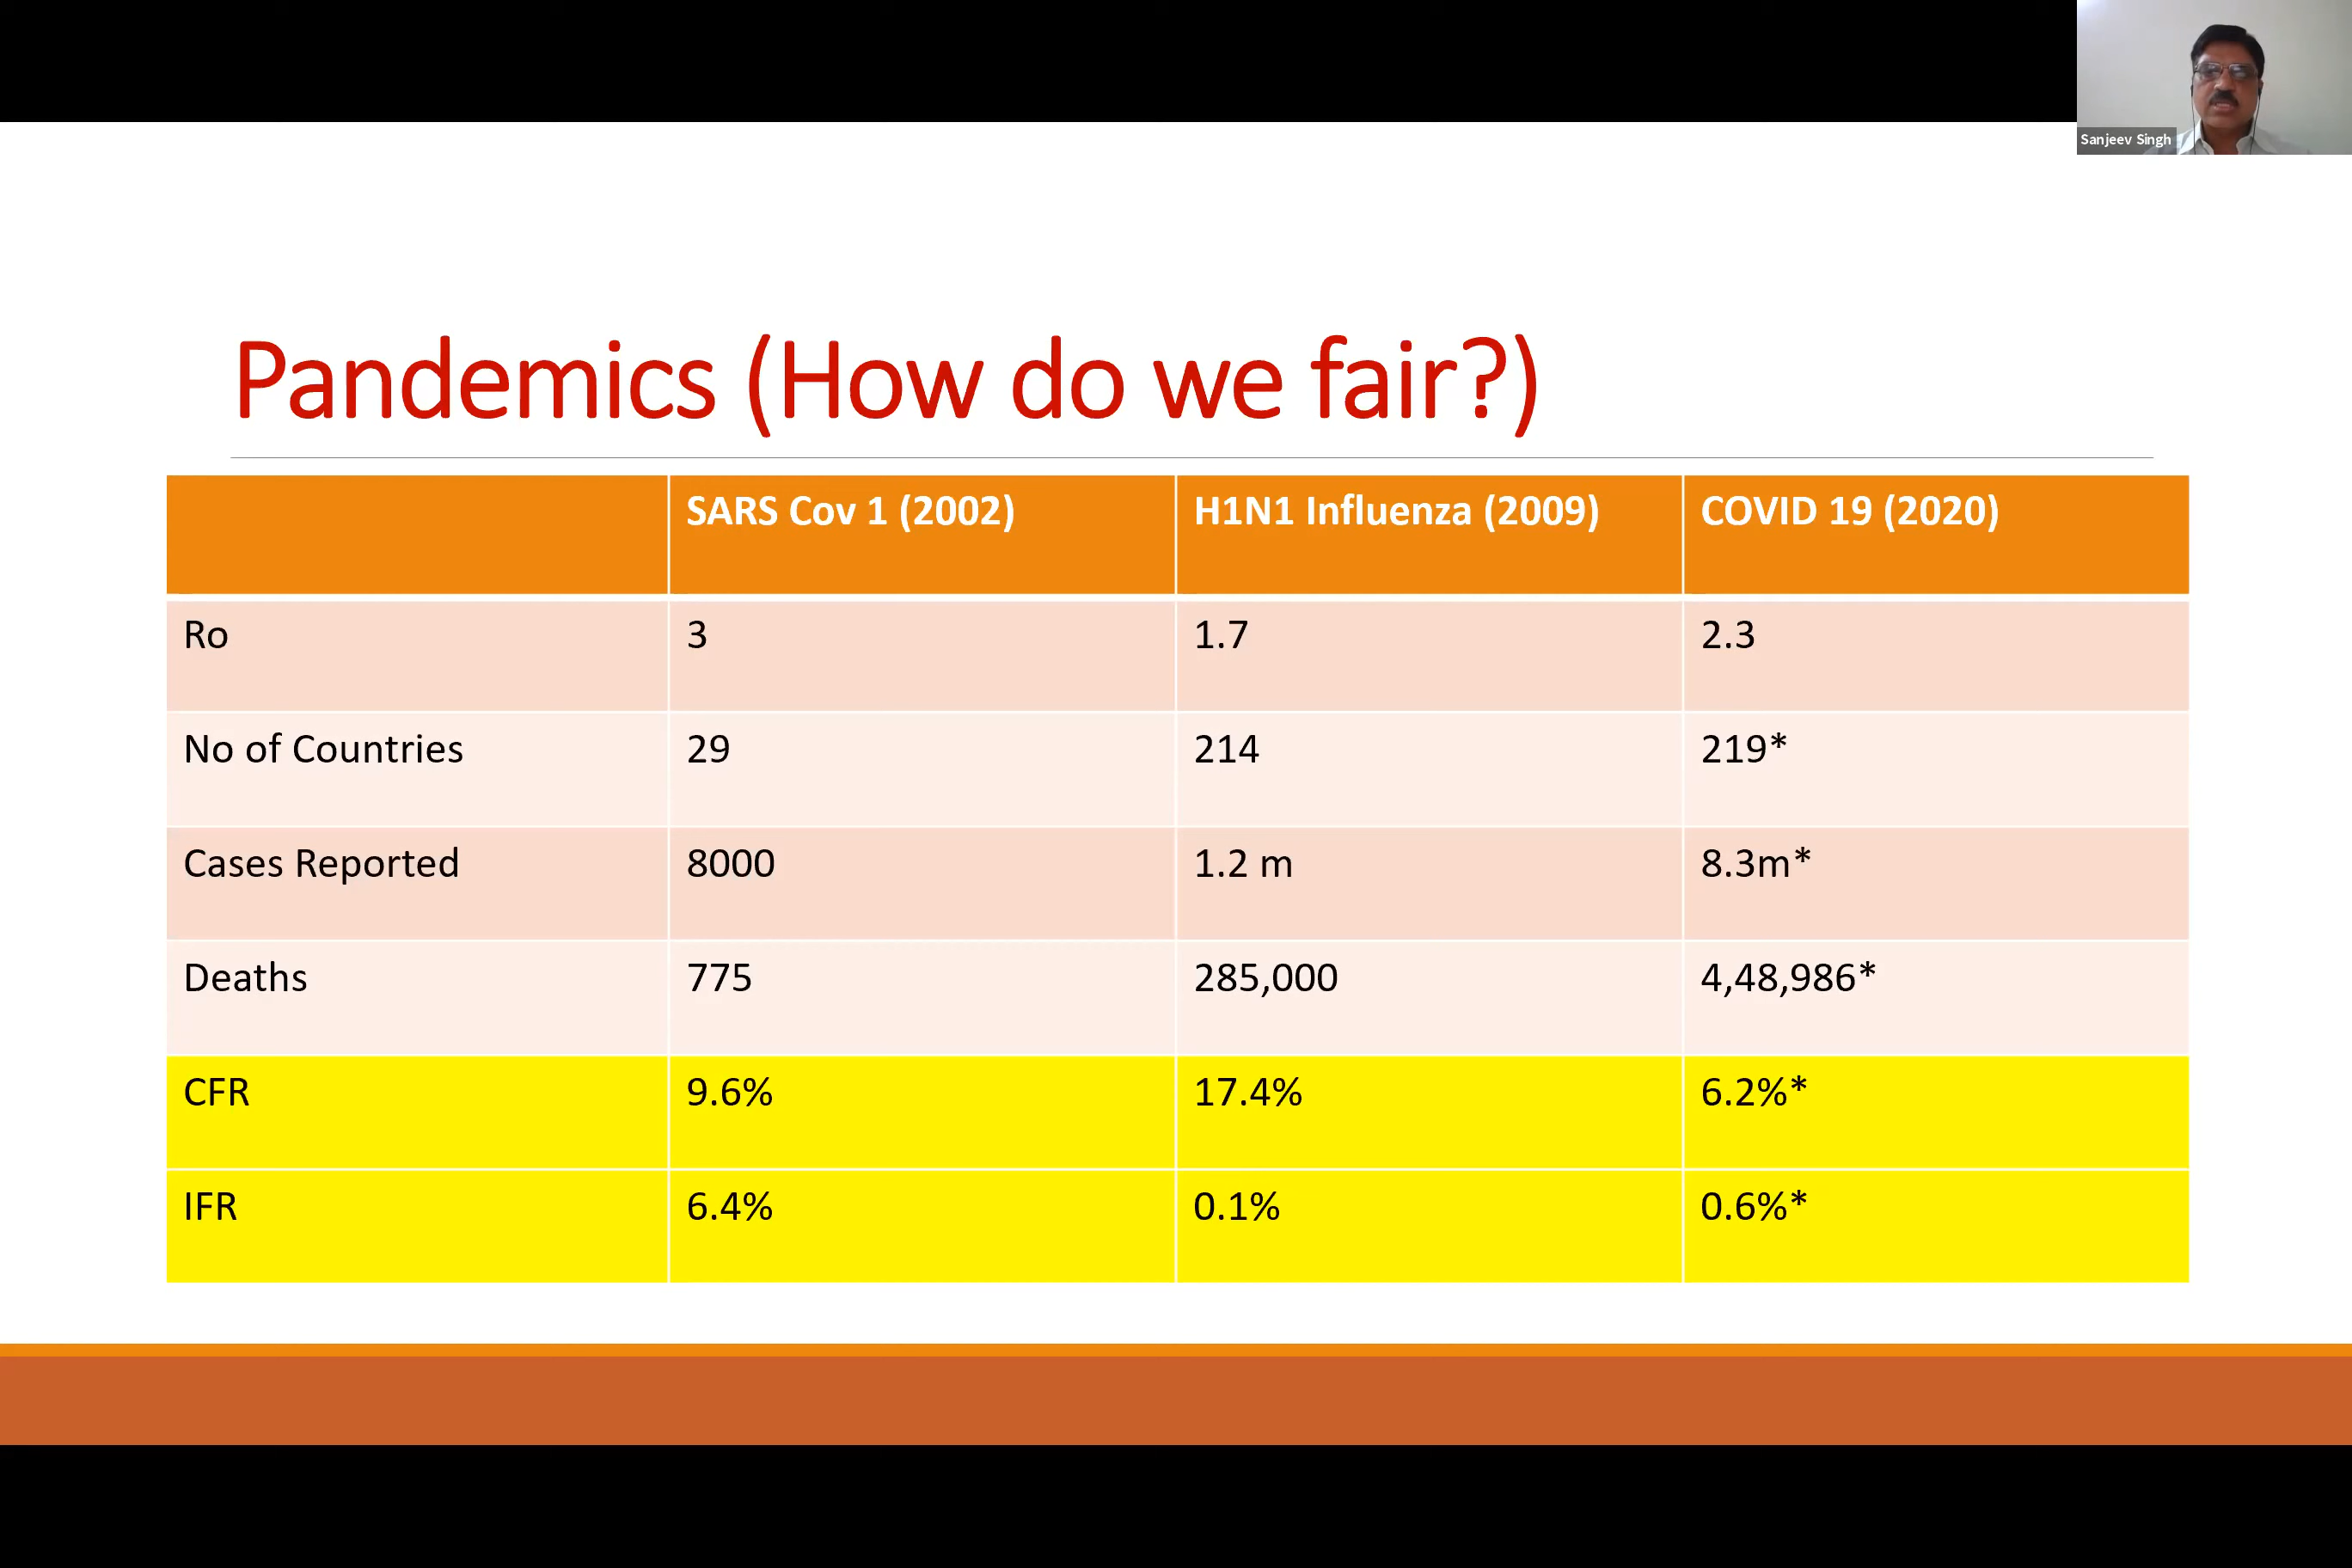 Sanjeev Singh
Pandemics (How do we fair?)
SARS Cov 1 (2002) H1N1 Influenza (2009) COVID 19 (2020)
Ro 3 1.7 2.3
No of Countries 29 214 219*
Cases Reported 8000 1.2 m 8.3m*
Deaths 775 285,000 4,48,986*
CFR 9.6% 17.4% 6.2%*
IFR 6.4% 0.1% 0.6%*